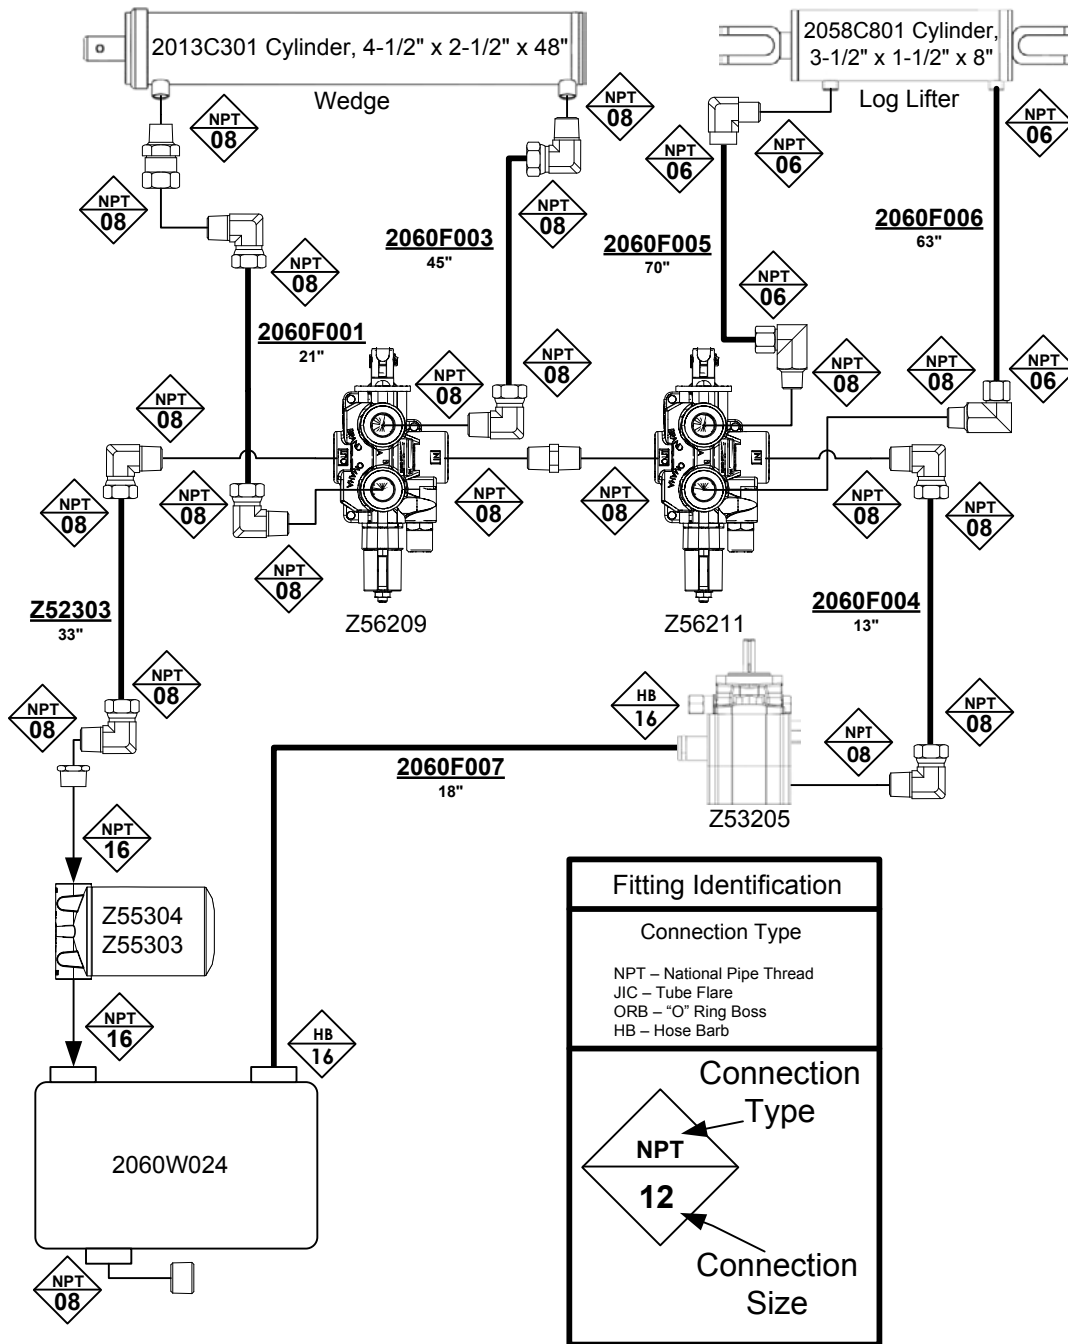 2013C301 Cylinder, 4-1/2" x 2-1/2" x 48"
Wedge
2058C801 Cylinder,
3-1/2" x 1-1/2" x 8"
Log Lifter
NPT
08
NPT
08
NPT
06
NPT
06
NPT
06
NPT
08
NPT
08
NPT
08
2060F003
45"
2060F005
70"
2060F006
63"
NPT
06
2060F001
21"
NPT
08
NPT
08
NPT
08
NPT
08
NPT
06
NPT
08
IN
IN
NPT
08
NPT
08
NPT
08
NPT
08
NPT
08
NPT
08
NPT
08
Z52303
33"
Z56209
Z56211
2060F004
13"
NPT
08
NPT
08
HB
16
NPT
08
NPT
08
2060F007
18"
Z53205
NPT
16
Z55304
Z55303
NPT
16
HB
16
2060W024
NPT
08
Fitting Identification
Connection Type
NPT – National Pipe Thread
JIC – Tube Flare
ORB – "O" Ring Boss
HB – Hose Barb
Connection
Type
NPT
12
Connection
Size